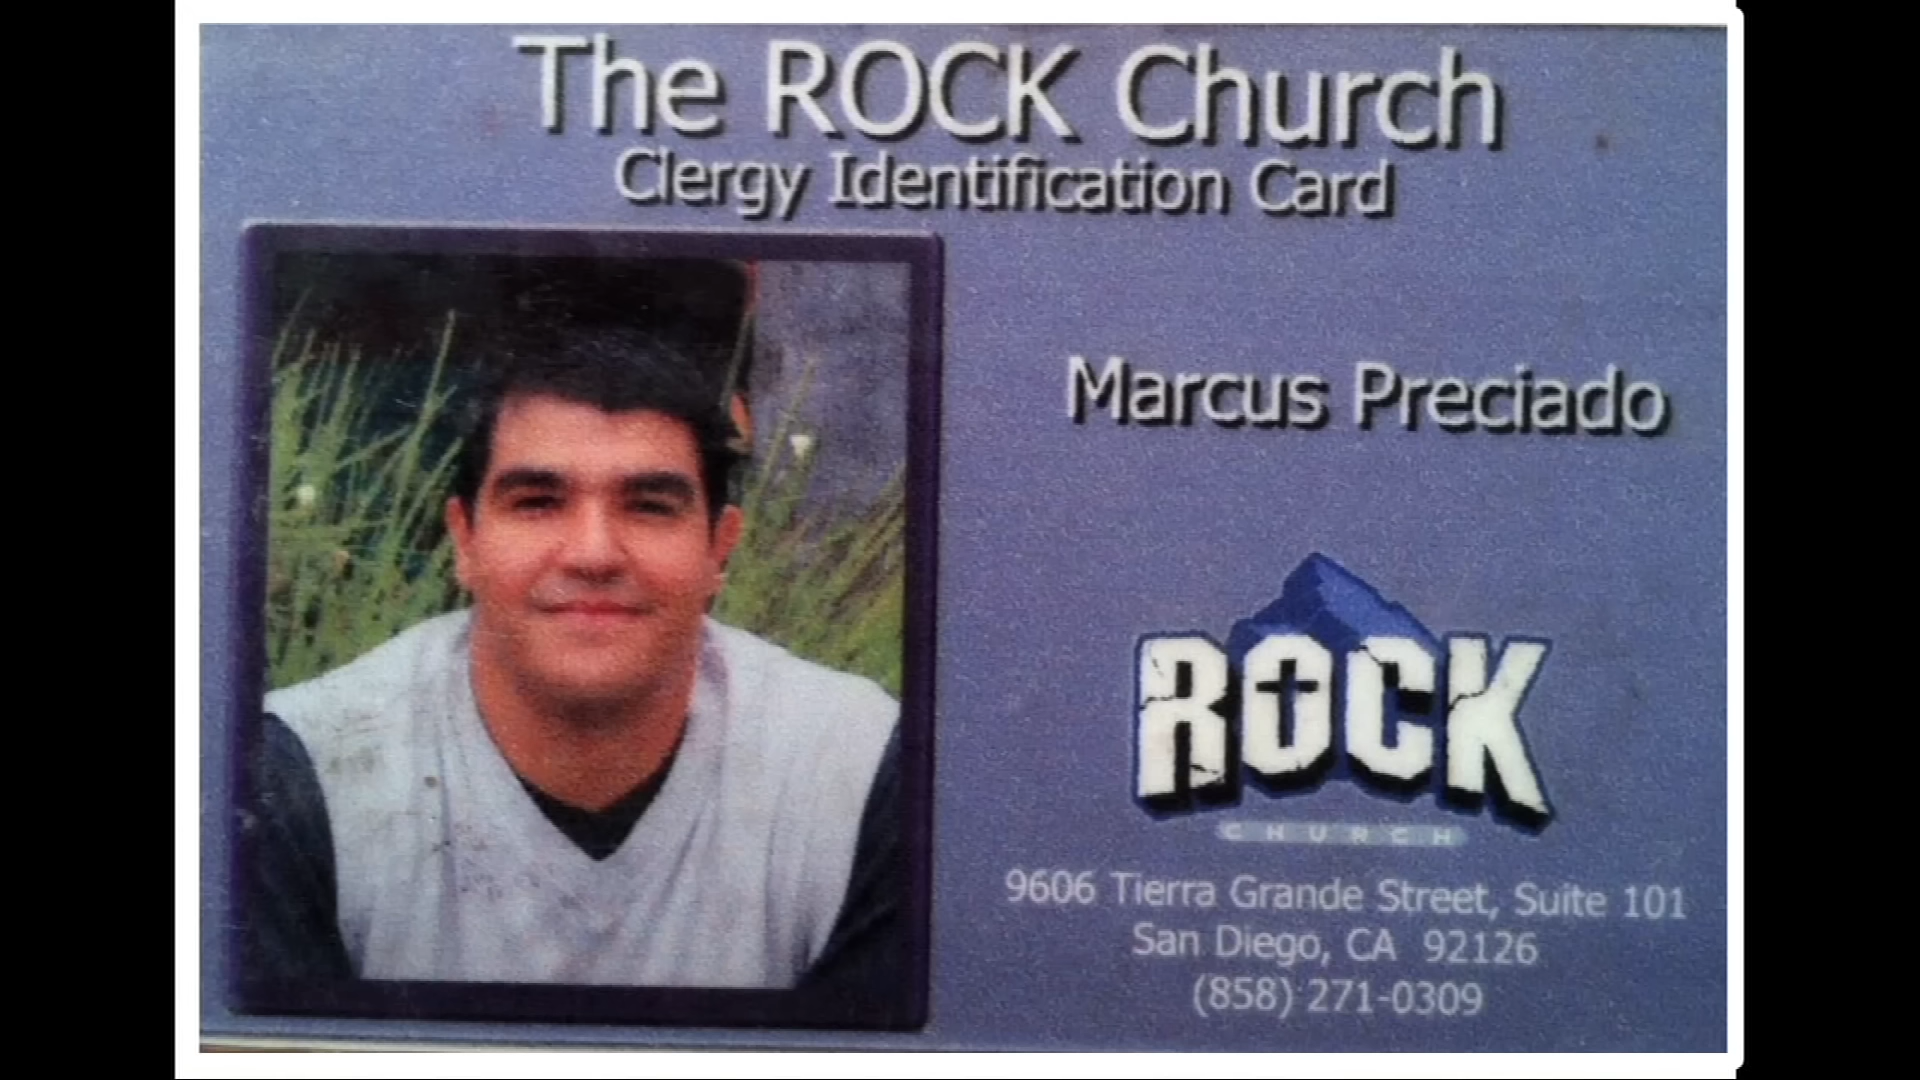 The ROCK Church
Clergy Identification Card
Marcus Preciado
ROCK
CHURCH
9606 Tierra Grande Street, Suite 101
San Diego, CA 92126
(858) 271-0309